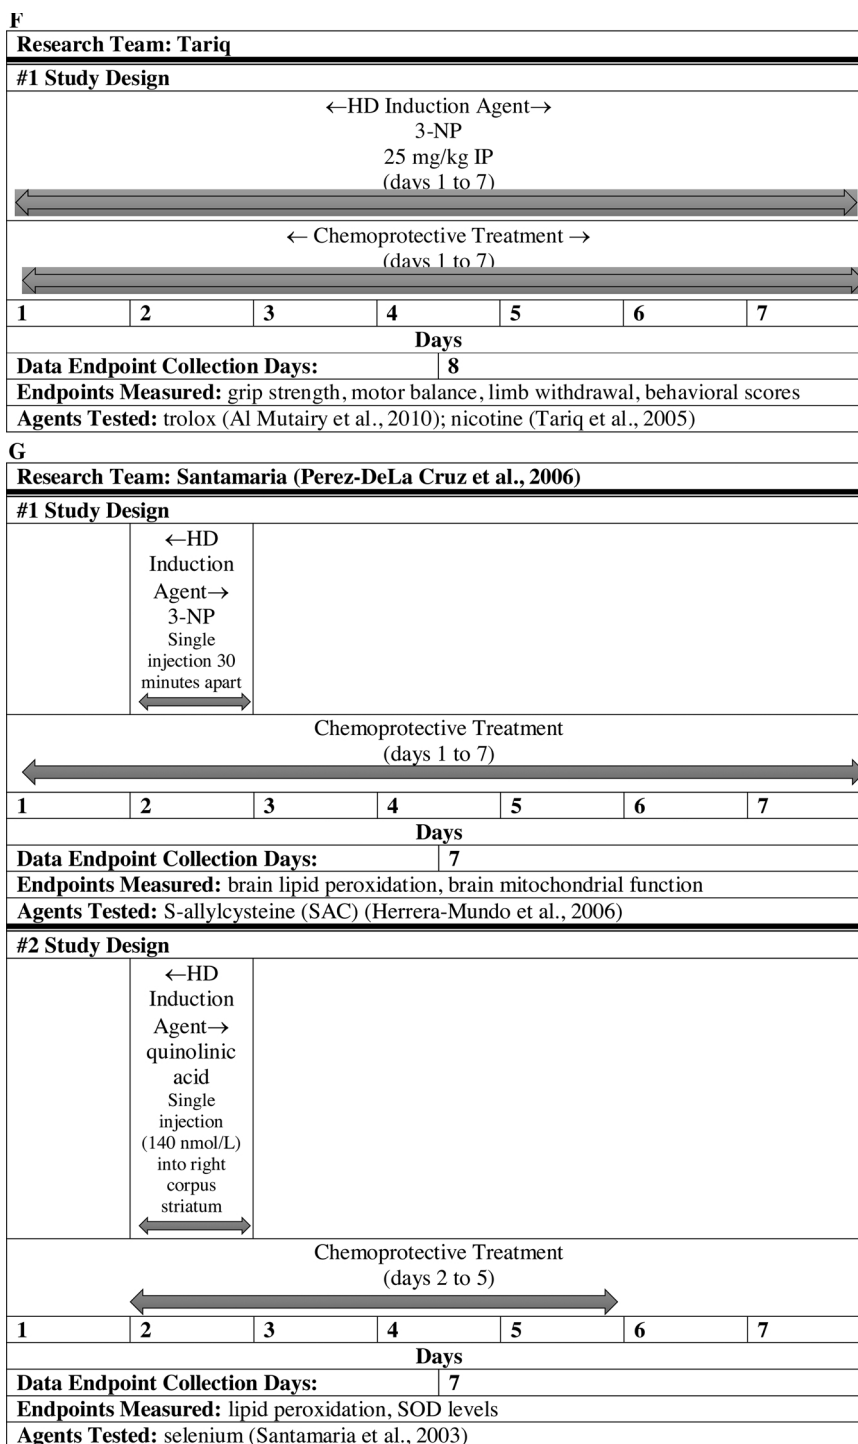 F
Research Team: Tariq
#1 Study Design
←HD Induction Agent→
3-NP
25 mg/kg IP
(days 1 to 7)
← Chemoprotective Treatment →
(days 1 to 7)
1 2 3 4 5 6 7
Days
Data Endpoint Collection Days: 8
Endpoints Measured: grip strength, motor balance, limb withdrawal, behavioral scores
Agents Tested: trolox (Al Mutairy et al., 2010); nicotine (Tariq et al., 2005)
G
Research Team: Santamaria (Perez-DeLa Cruz et al., 2006)
#1 Study Design
←HD
Induction
Agent→
3-NP
Single
injection 30
minutes apart
Chemoprotective Treatment
(days 1 to 7)
1 2 3 4 5 6 7
Days
Data Endpoint Collection Days: 7
Endpoints Measured: brain lipid peroxidation, brain mitochondrial function
Agents Tested: S-allylcysteine (SAC) (Herrera-Mundo et al., 2006)
#2 Study Design
←HD
Induction
Agent→
quinolinic
acid
Single
injection
(140 nmol/L)
into right
corpus
striatum
Chemoprotective Treatment
(days 2 to 5)
1 2 3 4 5 6 7
Days
Data Endpoint Collection Days: 7
Endpoints Measured: lipid peroxidation, SOD levels
Agents Tested: selenium (Santamaria et al., 2003)